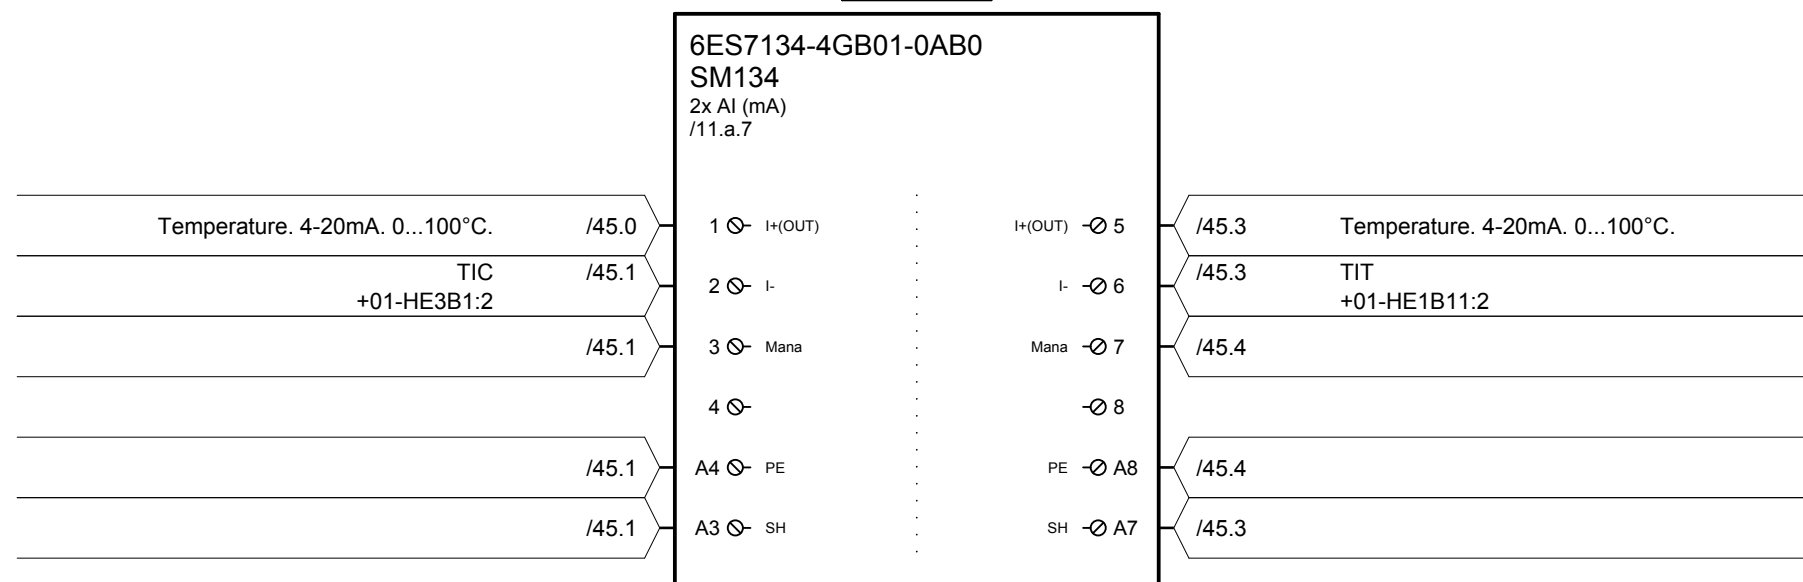 6ES7134-4GB01-0AB0
SM134
2x AI (mA)
/11.a.7
Temperature. 4-20mA. 0...100°C. /45.0 1 I+(OUT) I+(OUT) 5 /45.3 Temperature. 4-20mA. 0...100°C.
TIC /45.1 2 I- I- 6 /45.3 TIT
+01-HE3B1:2 +01-HE1B11:2
/45.1 3 Mana Mana 7 /45.4
4 8
/45.1 A4 PE PE A8 /45.4
/45.1 A3 SH SH A7 /45.3